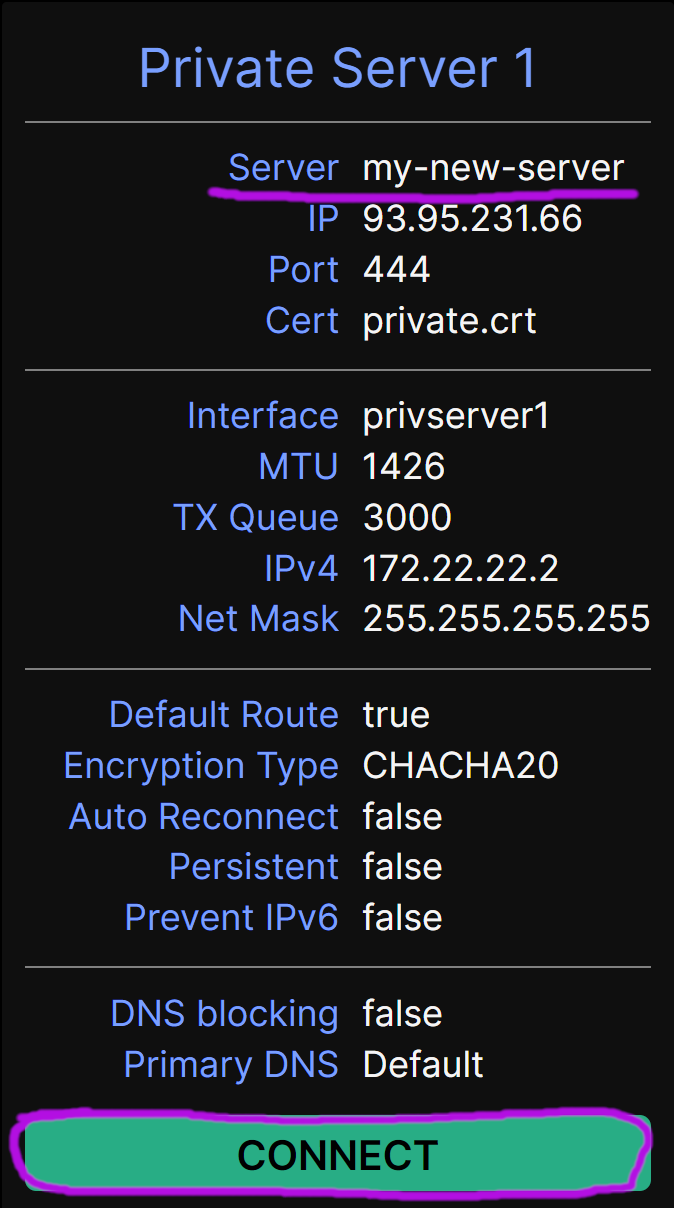 Private Server 1
Server my-new-server
IP 93.95.231.66
Port 444
Cert private.crt
Interface privserver1
MTU 1426
TX Queue 3000
IPv4 172.22.22.2
Net Mask 255.255.255.255
Default Route true
Encryption Type CHACHA20
Auto Reconnect false
Persistent false
Prevent IPv6 false
DNS blocking false
Primary DNS Default
CONNECT